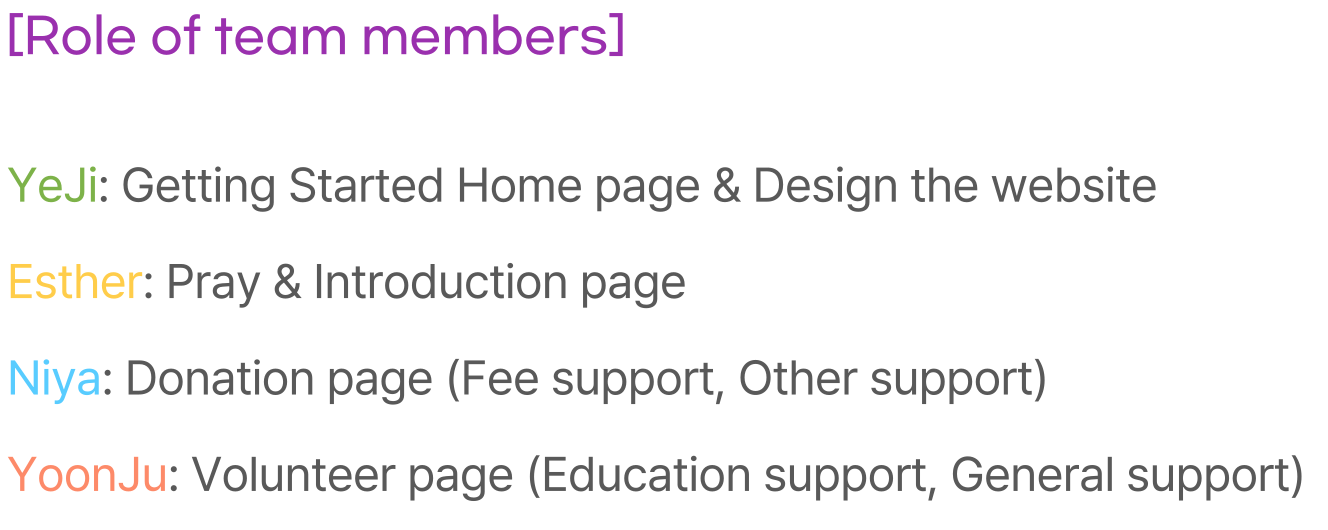 [Role of team members]
YeJi: Getting Started Home page & Design the website
Esther: Pray & Introduction page
Niya: Donation page (Fee support, Other support)
YoonJu: Volunteer page (Education support, General support)